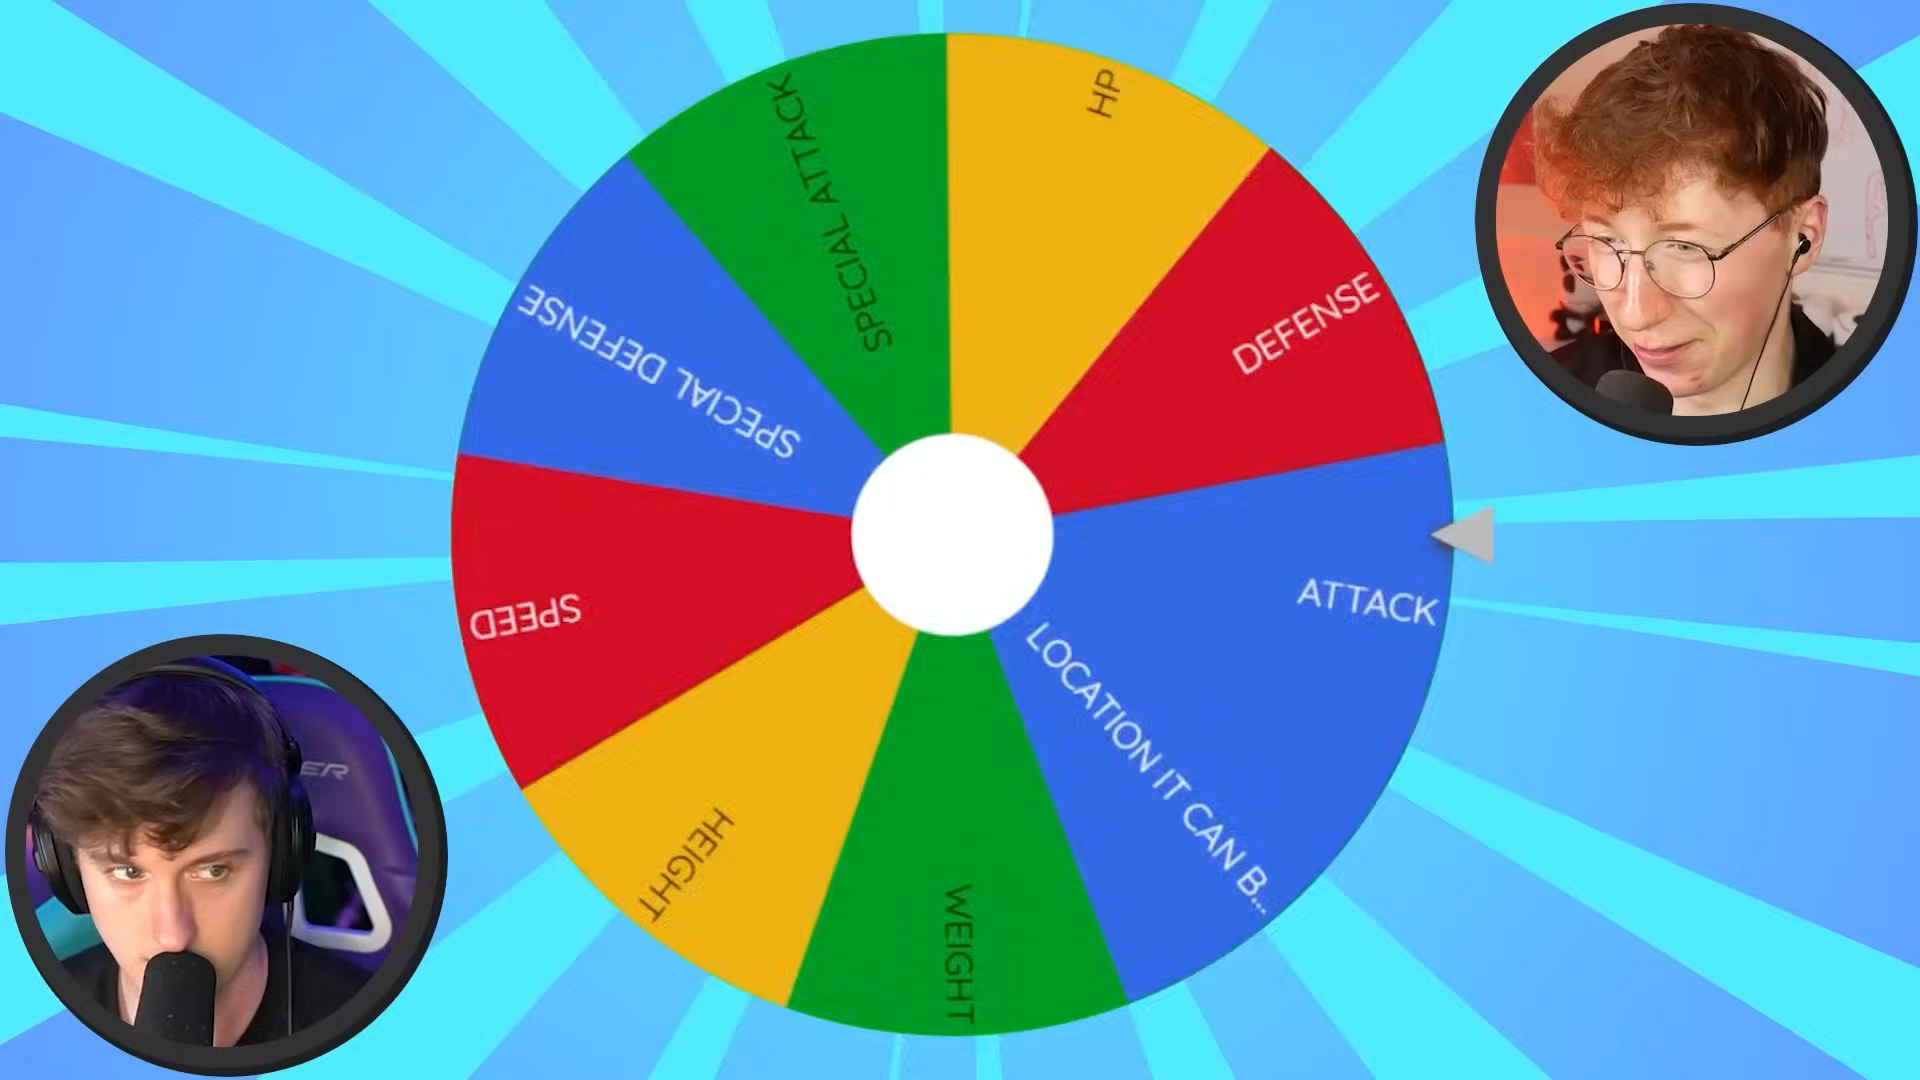 HP
DEFENSE
ATTACK
LOCATION IT CAN B...
WEIGHT
HEIGHT
SPEED
SPECIAL DEFENSE
SPECIAL ATTACK